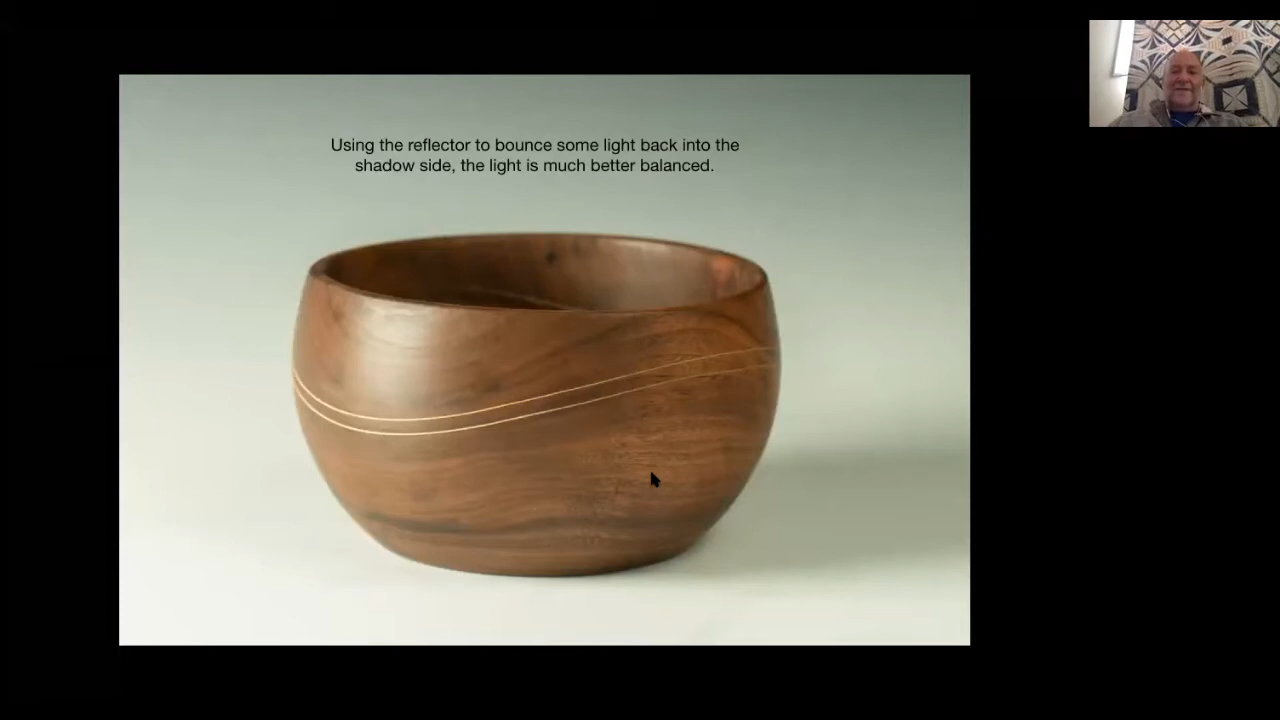 Using the reflector to bounce some light back into the
shadow side, the light is much better balanced.